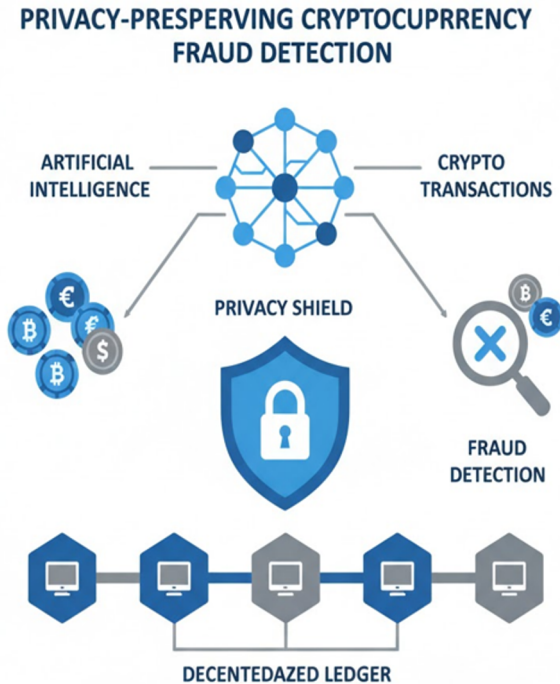 PRIVACY-PRESPERVING CRYPTOCUPRRENCY
FRAUD DETECTION
ARTIFICIAL
INTELLIGENCE
CRYPTO
TRANSACTIONS
€
₿
€
$
₿
PRIVACY SHIELD
₿
€
FRAUD
DETECTION
DECENTEDAZED LEDGER